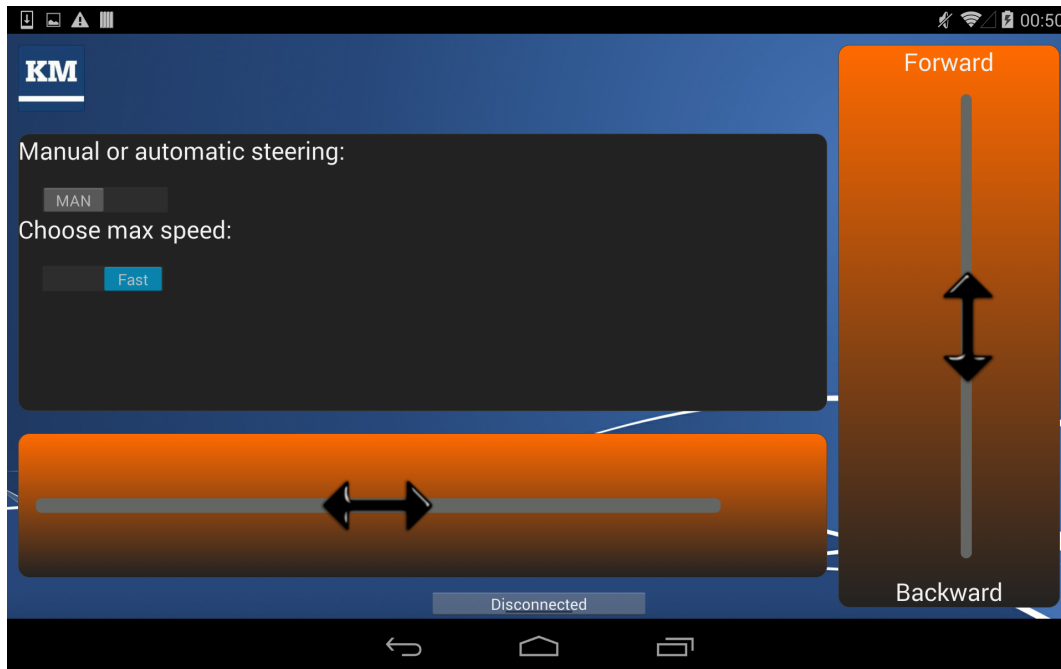 00:50
KM
Forward
Manual or automatic steering:
MAN
Choose max speed:
Fast
Backward
Disconnected